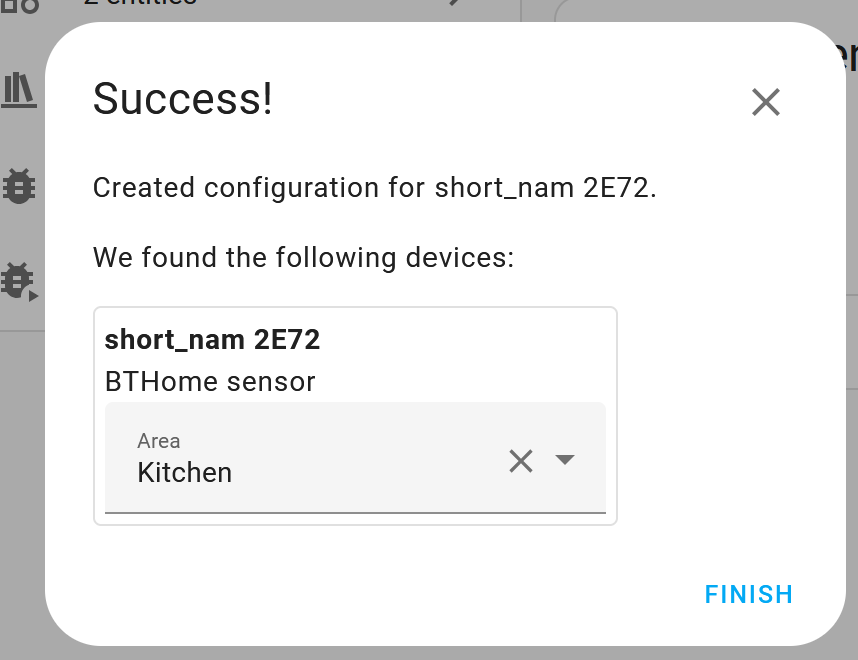 2 entities
Success!
Created configuration for short_nam 2E72.
We found the following devices:
short_nam 2E72
BTHome sensor
Area
Kitchen
FINISH